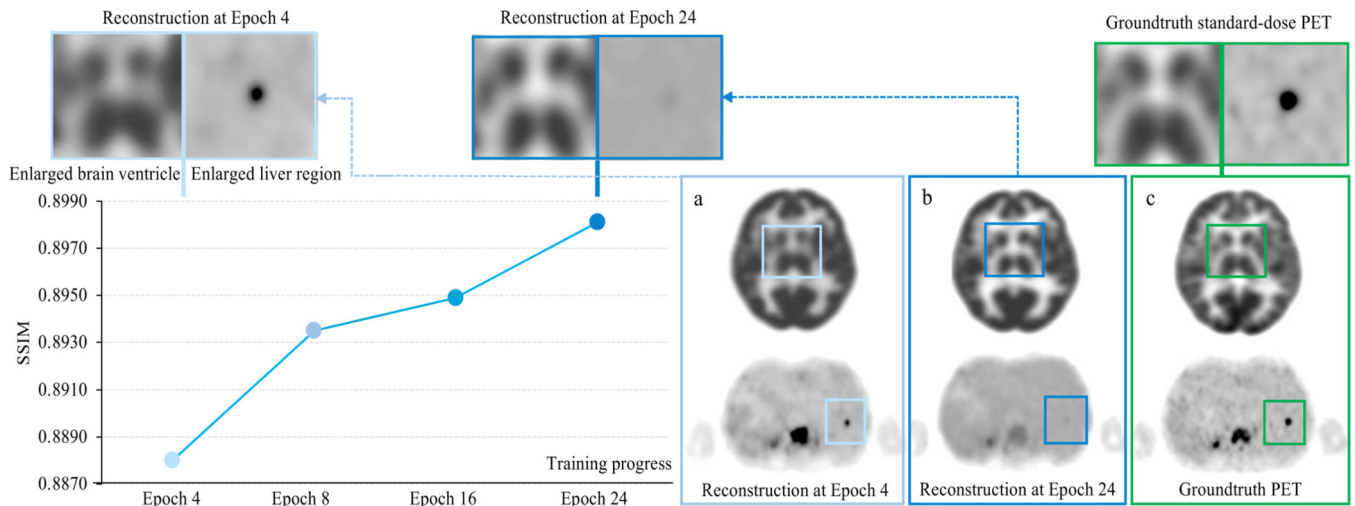 Reconstruction at Epoch 4
Reconstruction at Epoch 24
Groundtruth standard-dose PET
Enlarged brain ventricle
Enlarged liver region
0.8990
0.8970
0.8950
0.8930
0.8910
0.8890
0.8870
SSIM
Training progress
Epoch 4
Epoch 8
Epoch 16
Epoch 24
a
b
c
Reconstruction at Epoch 4
Reconstruction at Epoch 24
Groundtruth PET